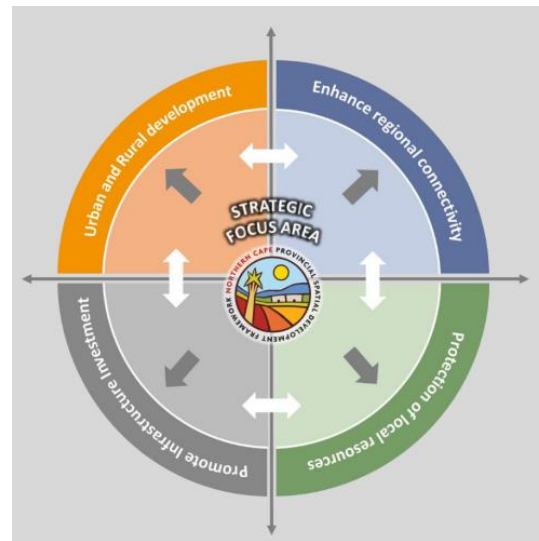 Urban and Rural development
Enhance regional connectivity
STRATEGIC
FOCUS AREA
NORTHERN CAPE PROVINCIAL SPATIAL DEVELOPMENT FRAMEWORK
Promote Infrastructure Investment
Protection of local resources